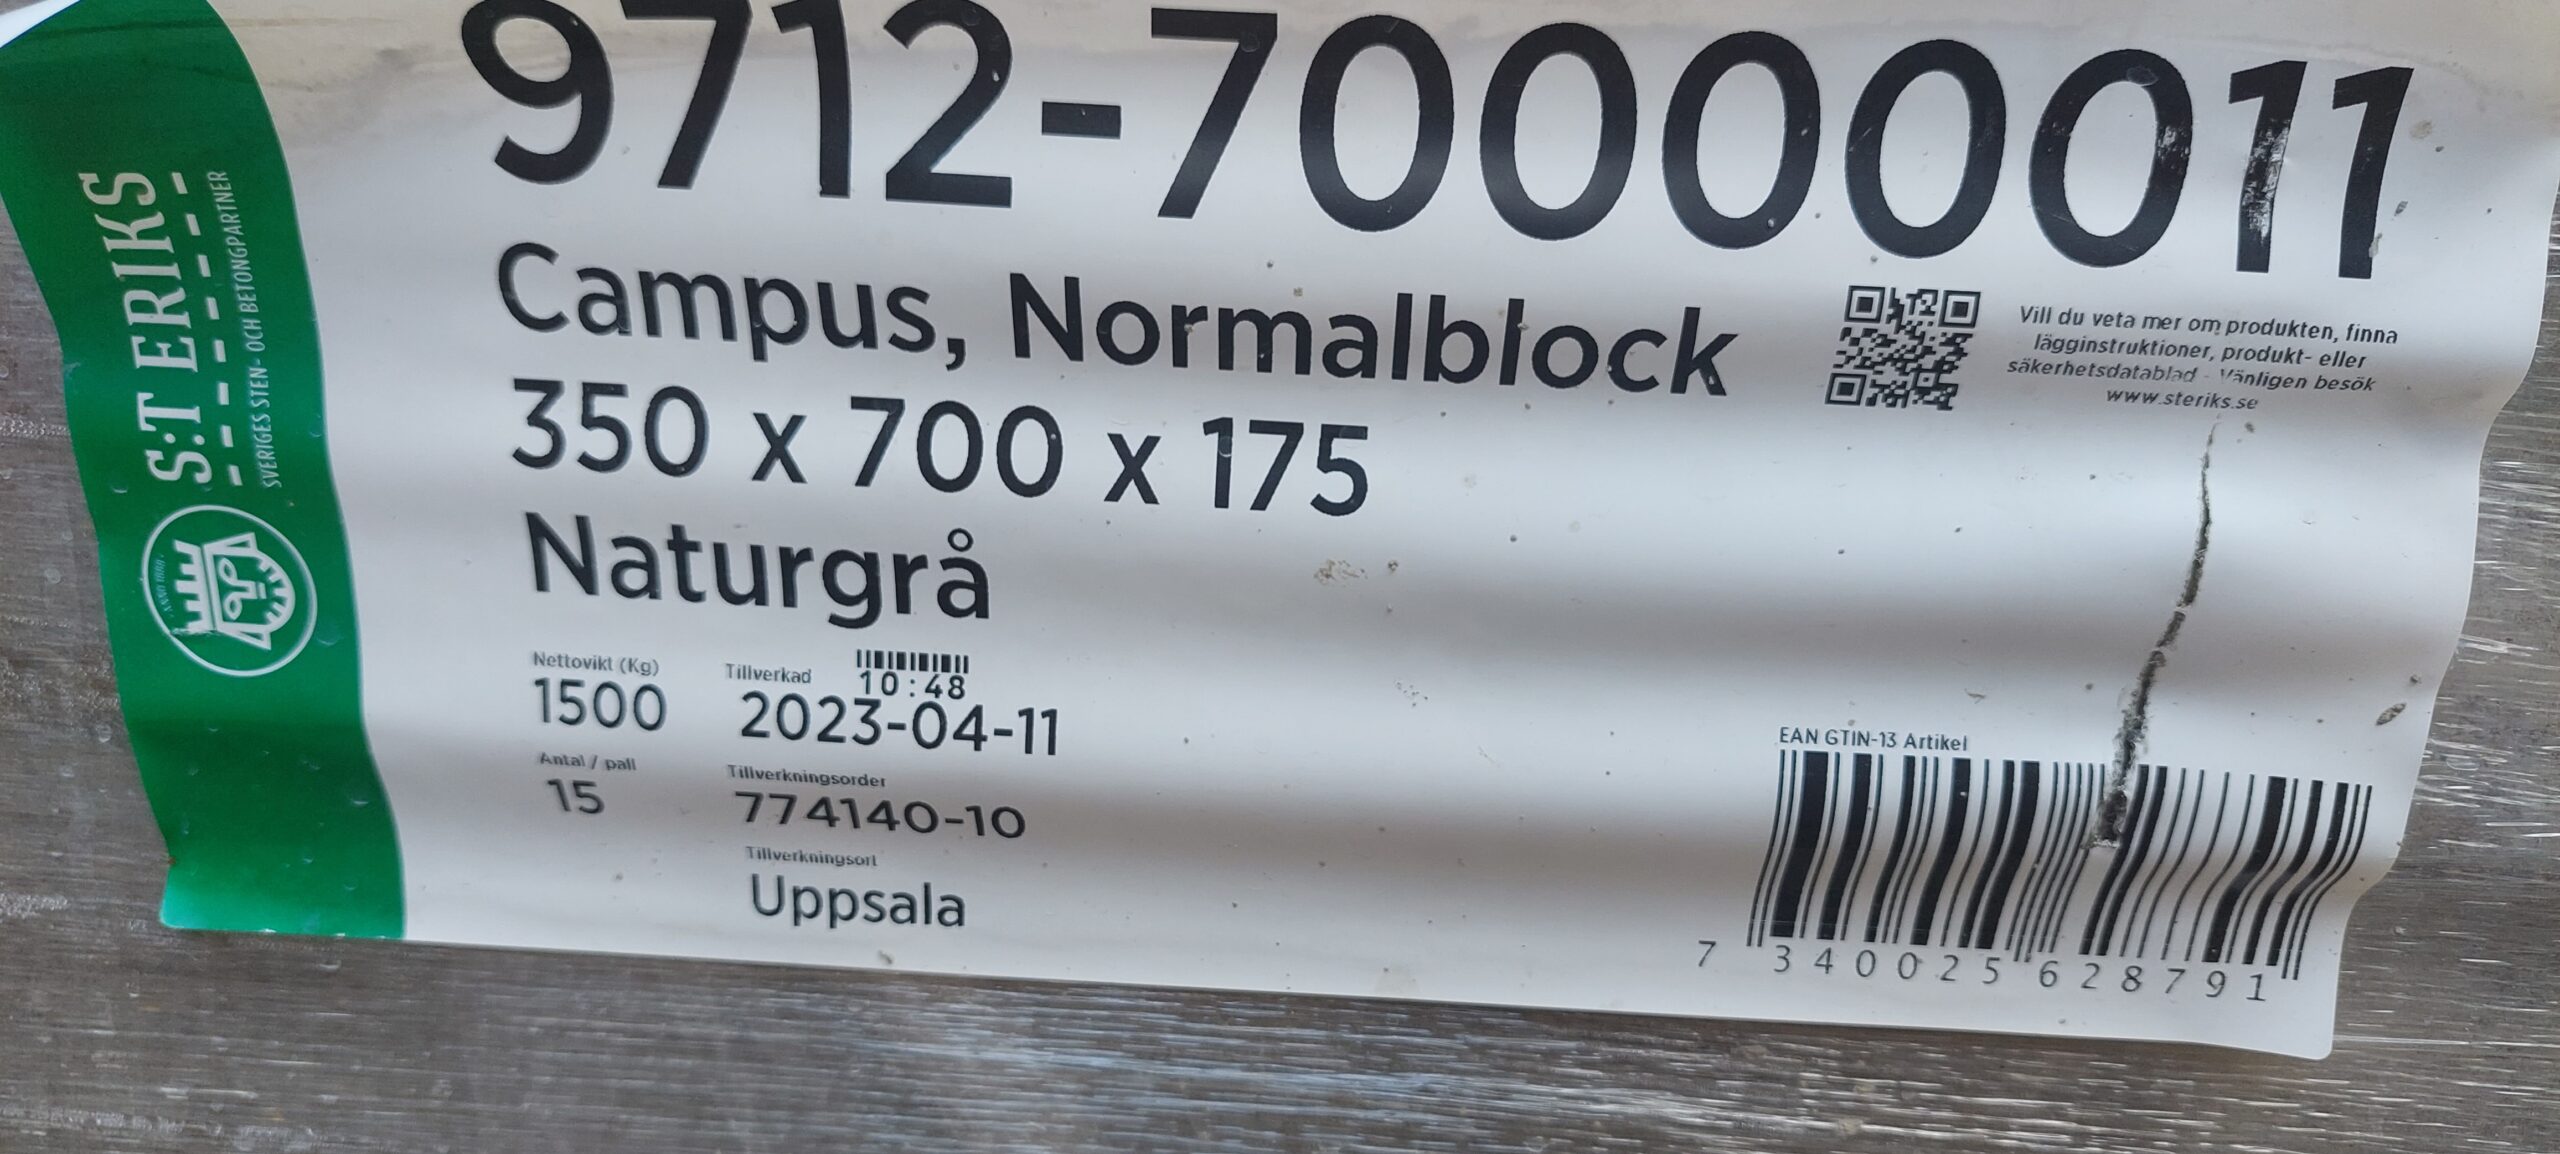 9712-70000011
Campus, Normalblock
350 x 700 x 175
Naturgrå
Vill du veta mer om produkten, finna
lägginstruktioner, produkt- eller
säkerhetsdatablad - Vänligen besök
www.steriks.se
S:T ERIKS
SVERIGES STEN- OCH BETONGPARTNER
Nettovikt (Kg)
1500
Tillverkad
10:48
2023-04-11
Antal / pall
15
Tillverkningsorder
774140-10
Tillverkningsort
Uppsala
EAN GTIN-13 Artikel
7 340025 628791